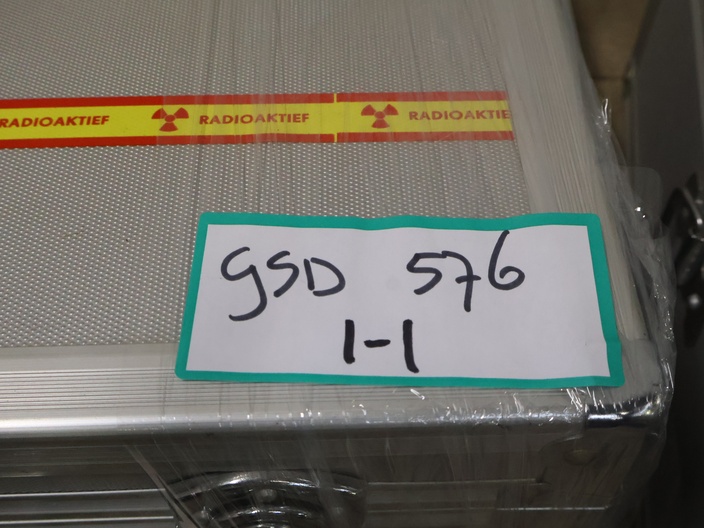 RADIOAKTIEF RADIOAKTIEF RADIOAKTIE
GSD 576
1-1